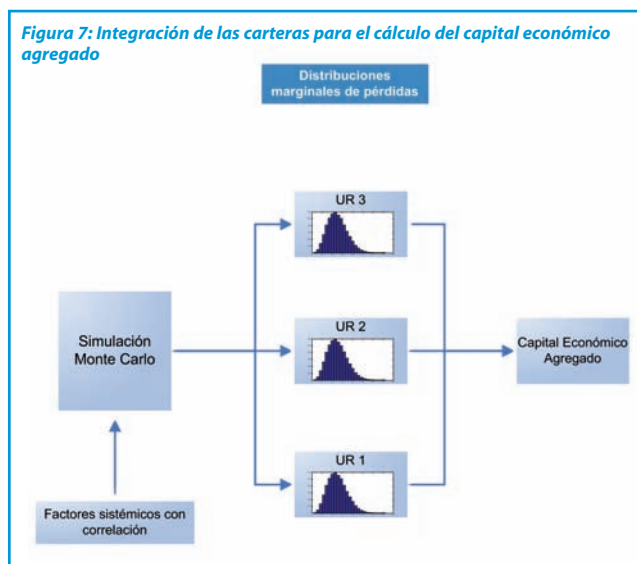 Figura 7: Integración de las carteras para el cálculo del capital económico
agregado
Distribuciones
marginales de pérdidas
UR 3
Simulación
Monte Carlo
UR 2
Capital Económico
Agregado
UR 1
Factores sistémicos con
correlación